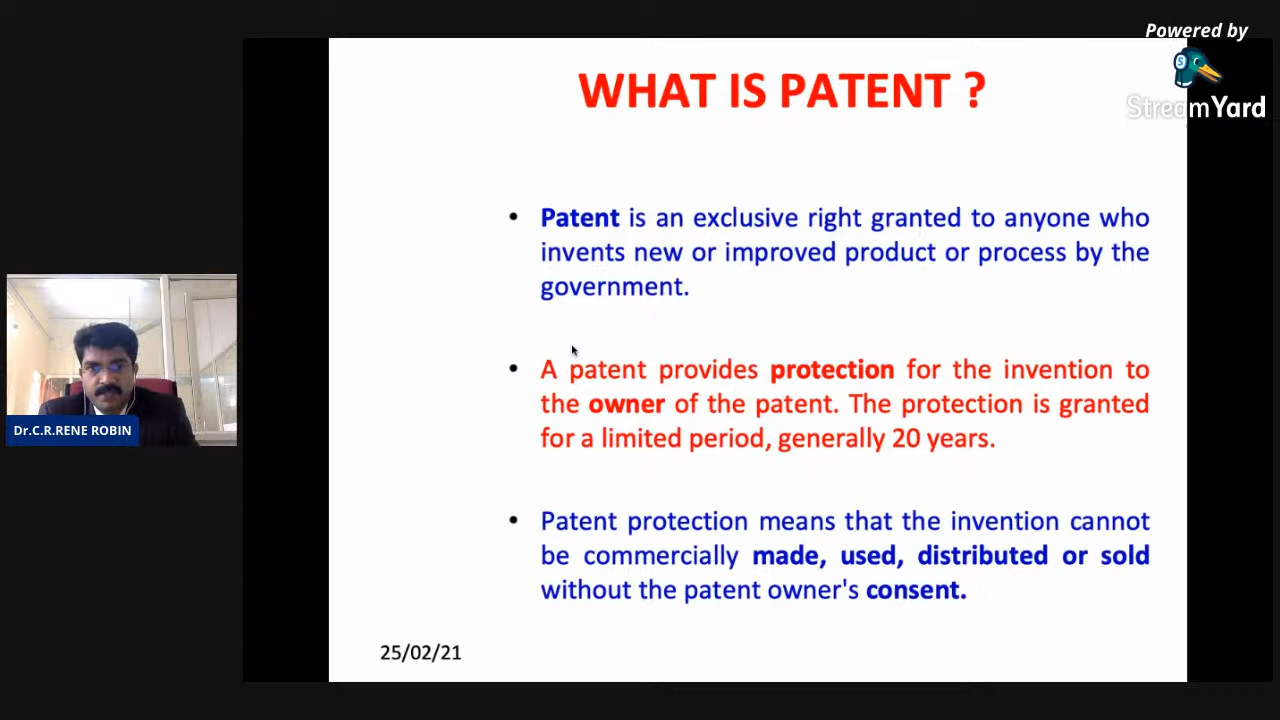 Powered by
StreamYard
WHAT IS PATENT ?
• Patent is an exclusive right granted to anyone who
invents new or improved product or process by the
government.
• A patent provides protection for the invention to
the owner of the patent. The protection is granted
for a limited period, generally 20 years.
• Patent protection means that the invention cannot
be commercially made, used, distributed or sold
without the patent owner's consent.
25/02/21
Dr.C.R.RENE ROBIN